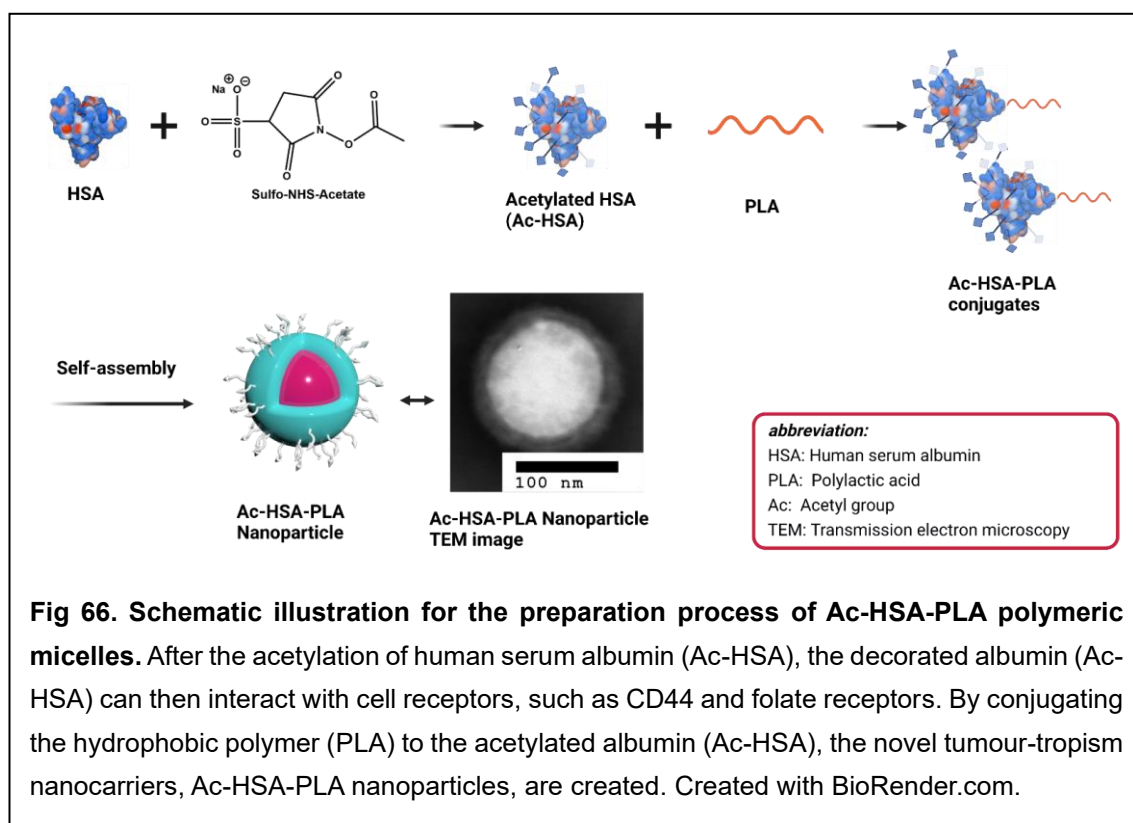 Na
⊕
⊖
O
O
S
O
O
O
N
O
O
HSA
+
Sulfo-NHS-Acetate
Acetylated HSA
(Ac-HSA)
+
PLA
Ac-HSA-PLA
conjugates
Self-assembly
Ac-HSA-PLA
Nanoparticle
100 nm
Ac-HSA-PLA Nanoparticle
TEM image
abbreviation:
HSA: Human serum albumin
PLA: Polylactic acid
Ac: Acetyl group
TEM: Transmission electron microscopy
Fig 66. Schematic illustration for the preparation process of Ac-HSA-PLA polymeric
micelles. After the acetylation of human serum albumin (Ac-HSA), the decorated albumin (Ac-
HSA) can then interact with cell receptors, such as CD44 and folate receptors. By conjugating
the hydrophobic polymer (PLA) to the acetylated albumin (Ac-HSA), the novel tumour-tropism
nanocarriers, Ac-HSA-PLA nanoparticles, are created. Created with BioRender.com.